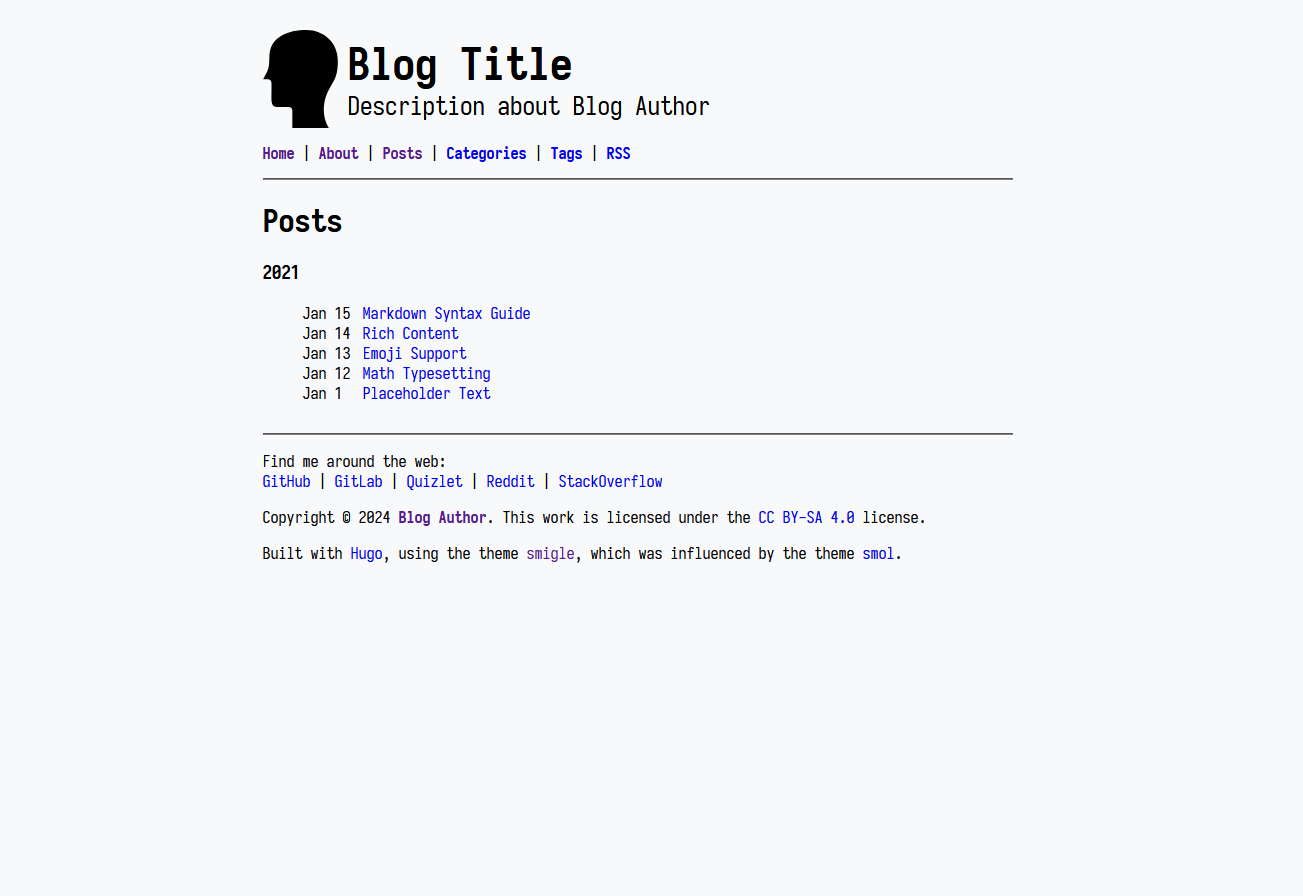 Blog Title
Description about Blog Author
Home | About | Posts | Categories | Tags | RSS
Posts
2021
Jan 15 Markdown Syntax Guide
Jan 14 Rich Content
Jan 13 Emoji Support
Jan 12 Math Typesetting
Jan 1 Placeholder Text
Find me around the web:
GitHub | GitLab | Quizlet | Reddit | StackOverflow
Copyright © 2024 Blog Author. This work is licensed under the CC BY-SA 4.0 license.
Built with Hugo, using the theme smigle, which was influenced by the theme smol.